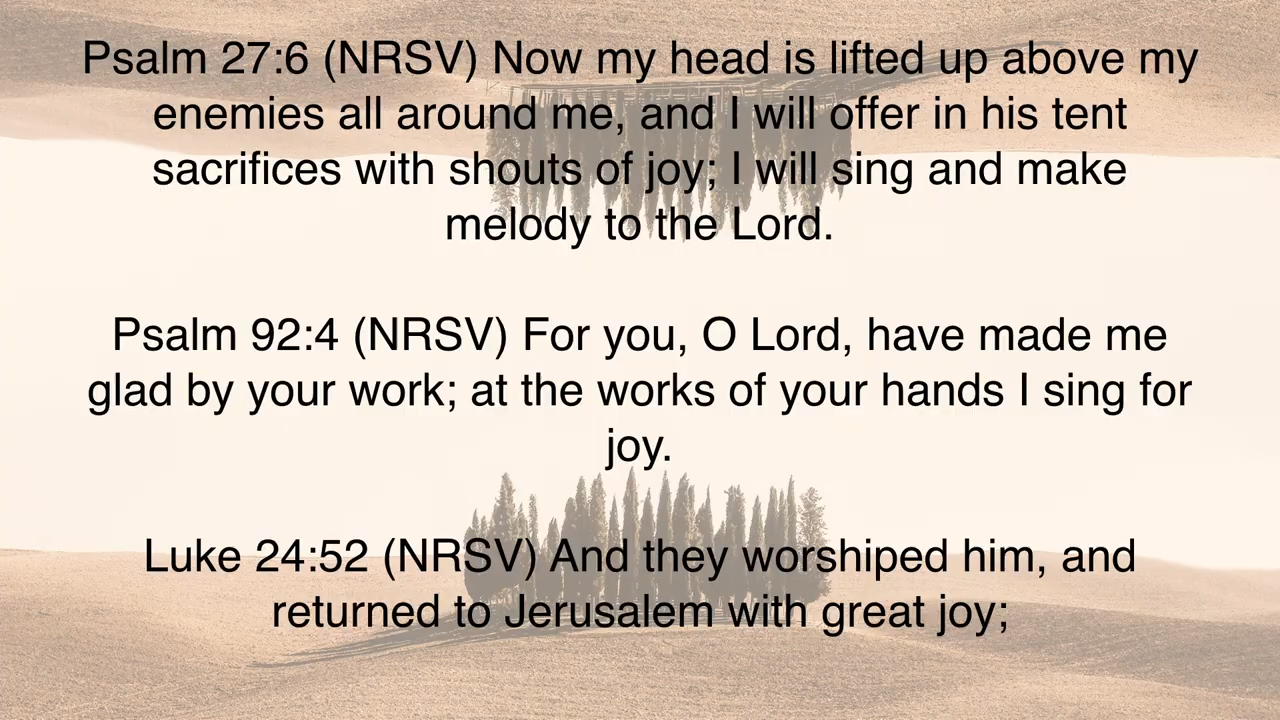 Psalm 27:6 (NRSV) Now my head is lifted up above my
enemies all around me, and I will offer in his tent
sacrifices with shouts of joy; I will sing and make
melody to the Lord.
Psalm 92:4 (NRSV) For you, O Lord, have made me
glad by your work; at the works of your hands I sing for
joy.
Luke 24:52 (NRSV) And they worshiped him, and
returned to Jerusalem with great joy;